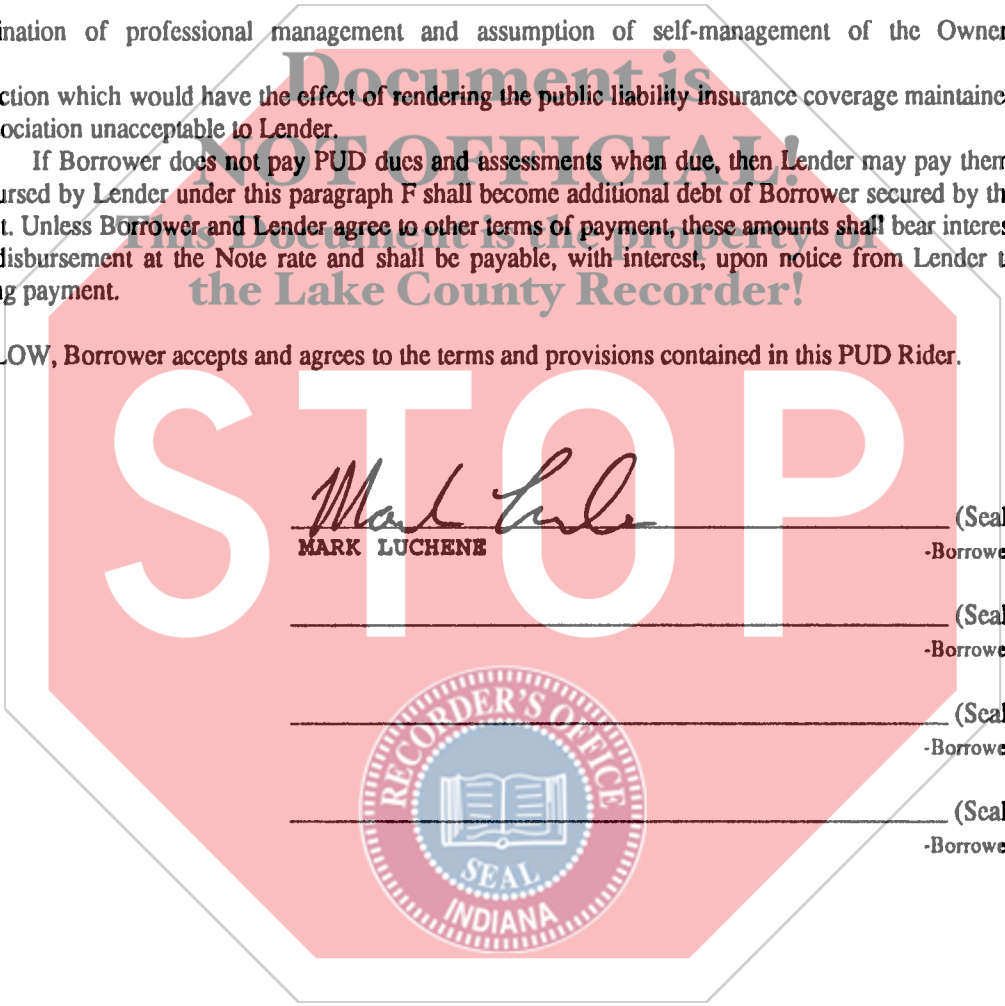 ination of professional management and assumption of self-management of the Owner
Document is
ction which would have the effect of rendering the public liability insurance coverage maintaine
ociation unacceptable to Lender.
NOT OFFICIAL!
If Borrower does not pay PUD dues and assessments when due, then Lender may pay them
ursed by Lender under this paragraph F shall become additional debt of Borrower secured by th
t. Unless Borrower and Lender agree to other terms of payment, these amounts shall bear interes
This Document is the property of
disbursement at the Note rate and shall be payable, with interest, upon notice from Lender t
g payment.
the Lake County Recorder!
LOW, Borrower accepts and agrees to the terms and provisions contained in this PUD Rider.
STOP
Mark Luchene
(Seal
MARK LUCHENE
-Borrowe
(Seal
-Borrowe
(Seal
-Borrowe
(Seal
-Borrowe
RECORDER'S OFFICE
SEAL
INDIANA